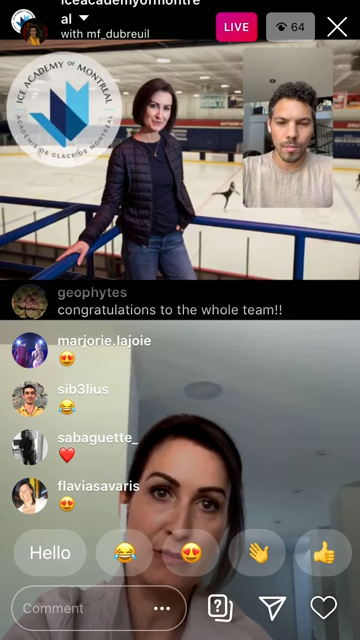 iceacademyofmontre
al
with mf_dubreuil
LIVE
64
ICE ACADEMY OF MONTREAL
ACADÉMIE DE GLACE DE MONTRÉAL
geophytes
congratulations to the whole team!!
marjorie.lajoie
😍
sib3lius
😂
sabaguette_
❤️
flaviasavaris
😍
Hello 😂 😍 👋 👍
Comment